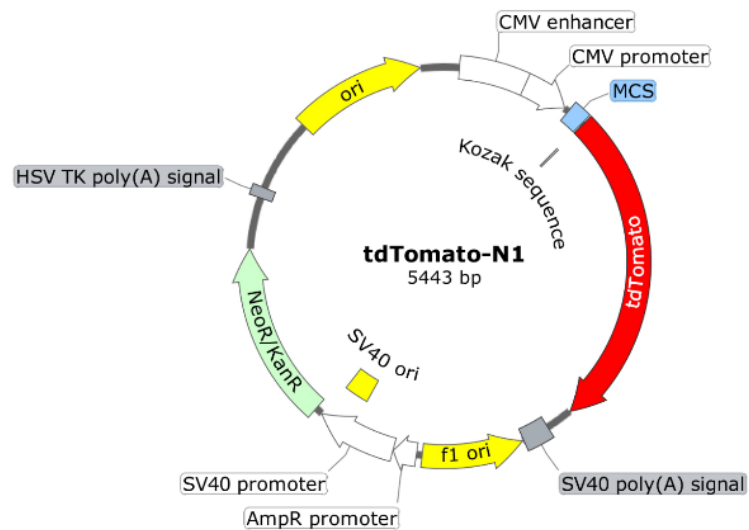 CMV enhancer
CMV promoter
MCS
ori
Kozak sequence
HSV TK poly(A) signal
tdTomato-N1
5443 bp
tdTomato
NeoR/KanR
SV40 ori
f1 ori
SV40 promoter
SV40 poly(A) signal
AmpR promoter